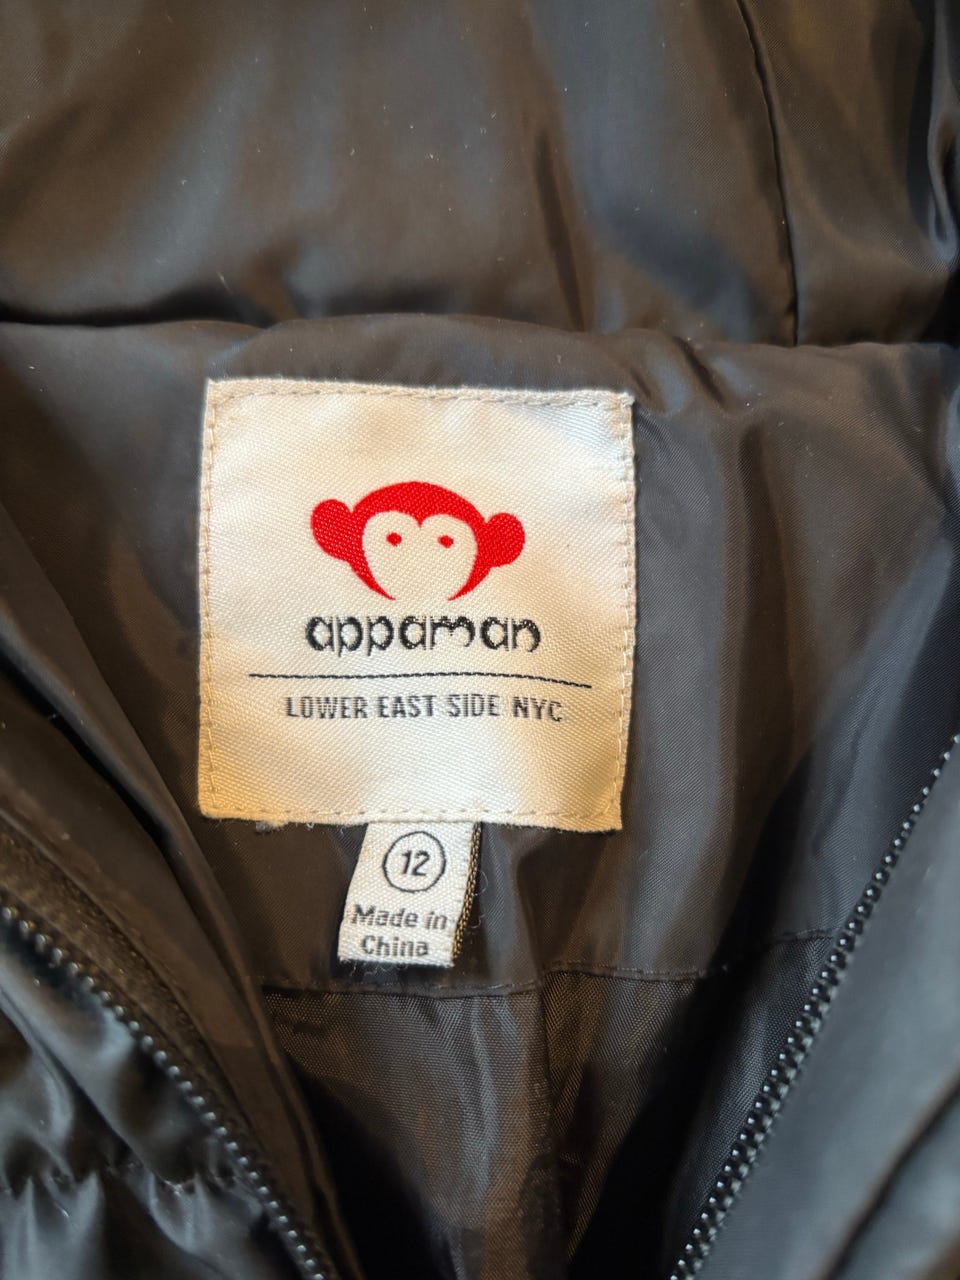 appaman
LOWER EAST SIDE NYC
12
Made in
China